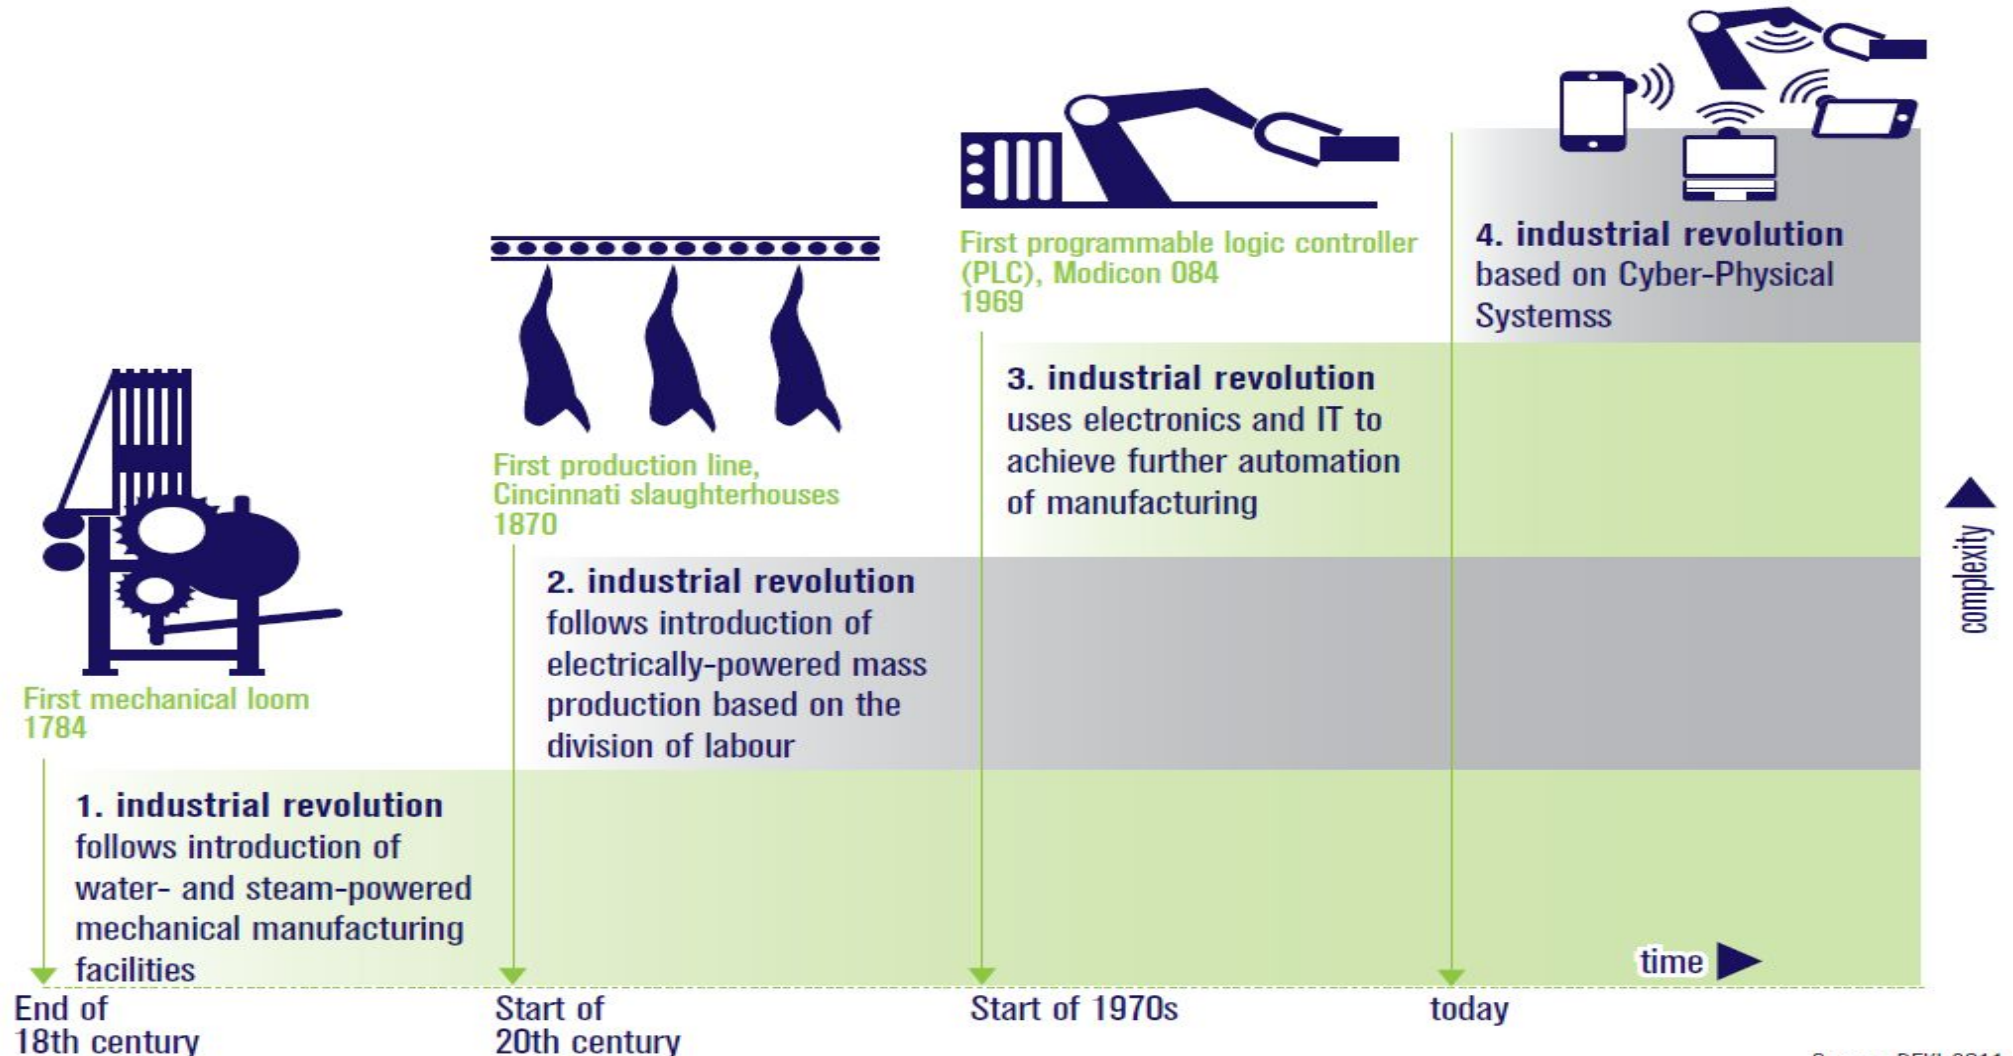 First mechanical loom
1784
1. industrial revolution
follows introduction of
water- and steam-powered
mechanical manufacturing
facilities
End of
18th century
First production line,
Cincinnati slaughterhouses
1870
2. industrial revolution
follows introduction of
electrically-powered mass
production based on the
division of labour
Start of
20th century
First programmable logic controller
(PLC), Modicon 084
1969
3. industrial revolution
uses electronics and IT to
achieve further automation
of manufacturing
Start of 1970s
4. industrial revolution
based on Cyber-Physical
Systemss
today
time
complexity